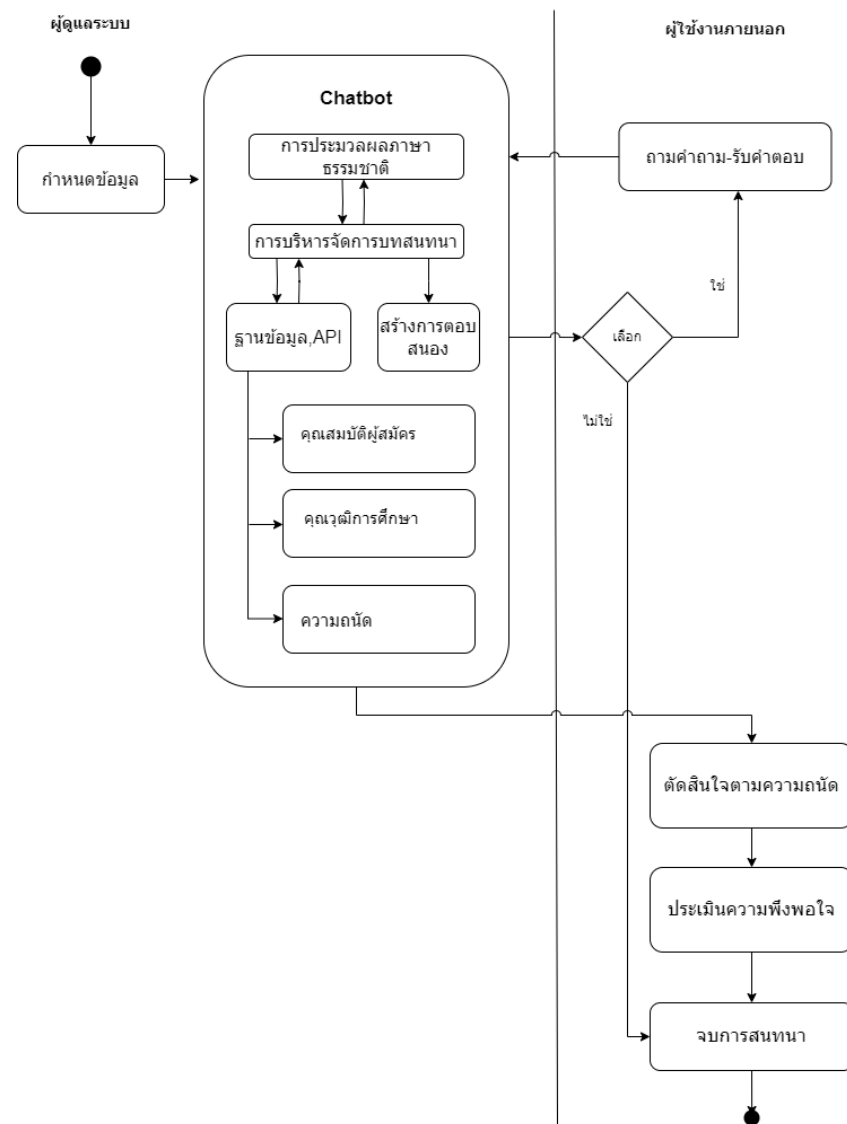 ผู้ดูแลระบบ
ผู้ใช้งานภายนอก
Chatbot
การประมวลผลภาษา
ธรรมชาติ
ถามคำถาม-รับคำตอบ
กำหนดข้อมูล
การบริหารจัดการบทสนทนา
ใช่
ฐานข้อมูล,API
สร้างการตอบ
สนอง
เลือก
ไม่ใช่
คุณสมบัติผู้สมัคร
คุณวุฒิการศึกษา
ความถนัด
ตัดสินใจตามความถนัด
ประเมินความพึงพอใจ
จบการสนทนา